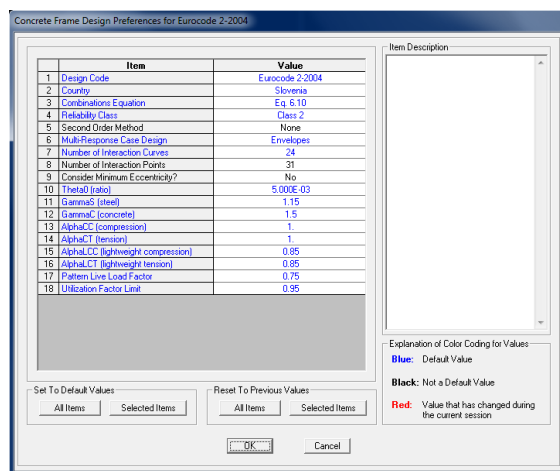 Concrete Frame Design Preferences for Eurocode 2-2004
Item Value
1 Design Code Eurocode 2-2004
2 Country Slovenia
3 Combinations Equation Eq. 6.10
4 Reliability Class Class 2
5 Second Order Method None
6 Multi-Response Case Design Envelopes
7 Number of Interaction Curves 24
8 Number of Interaction Points 31
9 Consider Minimum Eccentricity? No
10 Theta0 (ratio) 5.000E-03
11 GammaS (steel) 1.15
12 GammaC (concrete) 1.5
13 AlphaCC (compression) 1.
14 AlphaCT (tension) 1.
15 AlphaLCC (lightweight compression) 0.85
16 AlphaLCT (lightweight tension) 0.85
17 Pattern Live Load Factor 0.75
18 Utilization Factor Limit 0.95
Set To Default Values
All Items Selected Items
Reset To Previous Values
All Items Selected Items
Item Description
Explanation of Color Coding for Values
Blue: Default Value
Black: Not a Default Value
Red: Value that has changed during
the current session
OK Cancel